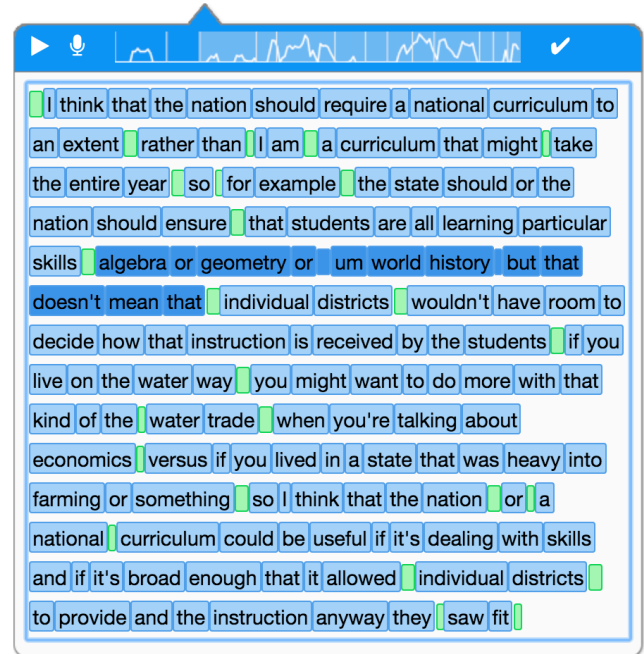 I think that the nation should require a national curriculum to
an extent rather than I am a curriculum that might take
the entire year so for example the state should or the
nation should ensure that students are all learning particular
skills algebra or geometry or um world history but that
doesn't mean that individual districts wouldn't have room to
decide how that instruction is received by the students if you
live on the water way you might want to do more with that
kind of the water trade when you're talking about
economics versus if you lived in a state that was heavy into
farming or something so I think that the nation or a
national curriculum could be useful if it's dealing with skills
and if it's broad enough that it allowed individual districts
to provide and the instruction anyway they saw fit